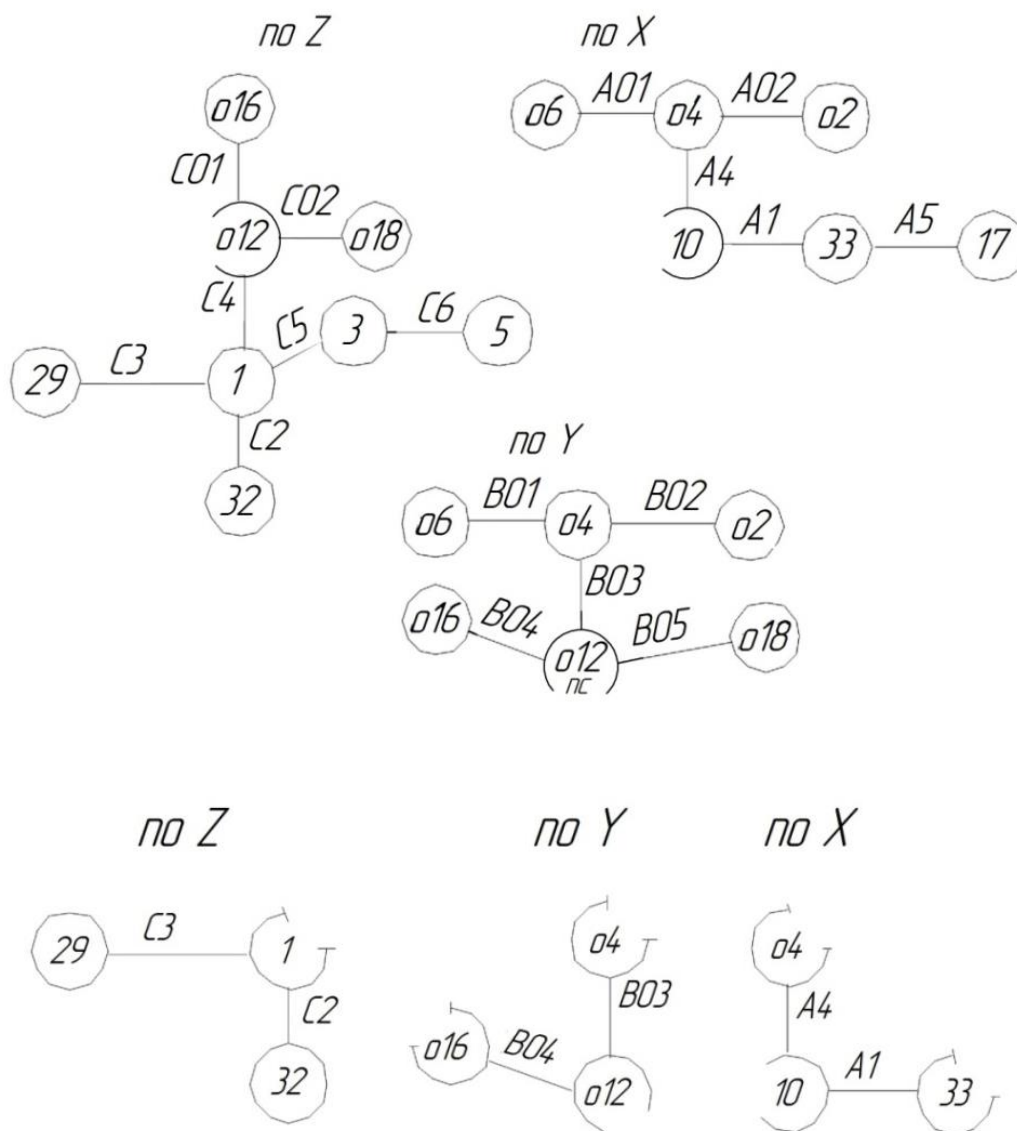 по Z
по X
о16
С01
о12
С02
о18
С4
29
С3
1
С5
3
С6
5
С2
32
о6
А01
о4
А02
о2
А4
10
А1
33
А5
17
по Y
о6
В01
о4
В02
о2
В03
о16
В04
о12
пс
В05
о18
по Z
по Y
по X
29
С3
1
С2
32
о4
В03
о16
В04
о12
о4
А4
10
А1
33